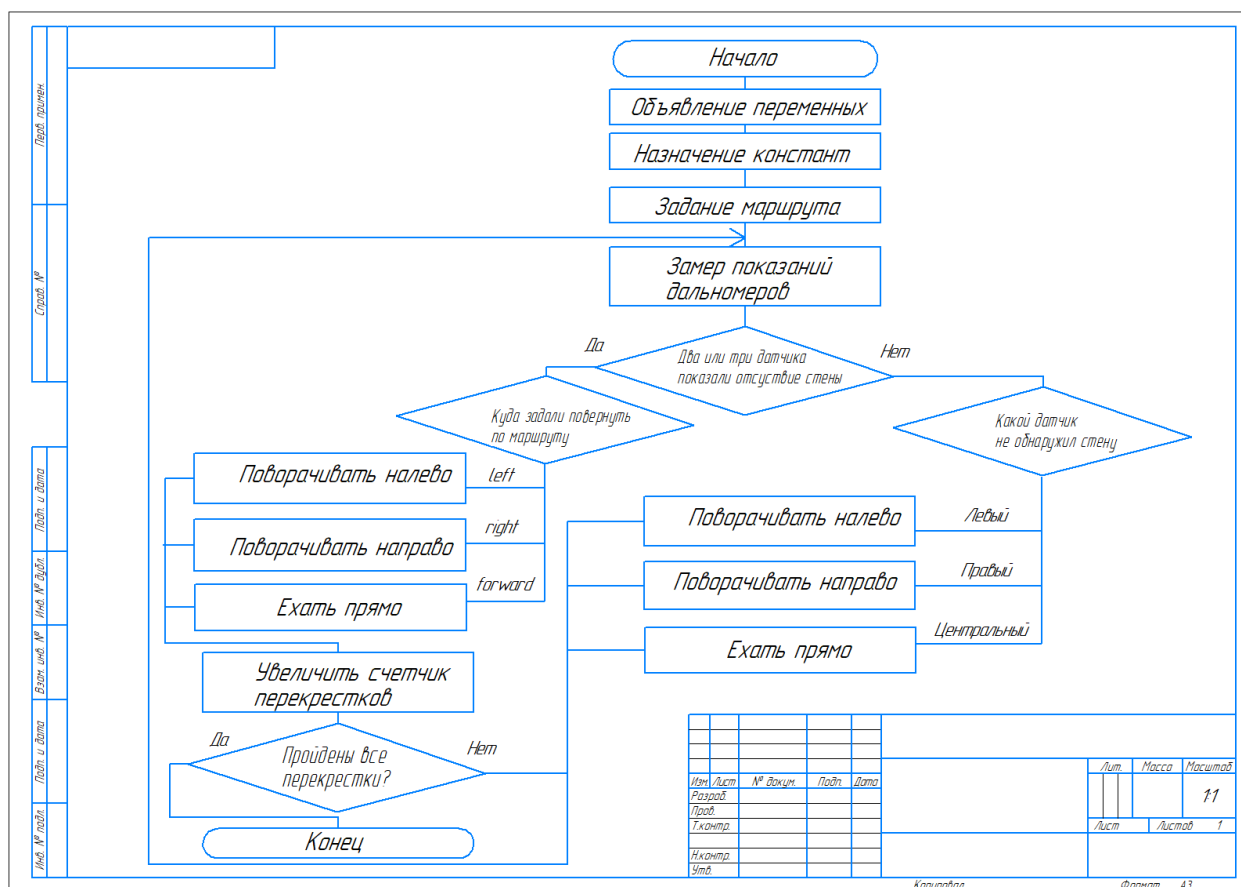 Начало
Объявление переменных
Назначение констант
Задание маршрута
Замер показаний
дальномеров
Да
Два или три датчика
показали отсуствие стены
Нет
Куда задали повернуть
по маршруту
Какой датчик
не обнаружил стену
Поворачивать налево
left
Поворачивать направо
right
Ехать прямо
forward
Поворачивать налево
Левый
Поворачивать направо
Правый
Ехать прямо
Центральный
Увеличить счетчик
перекрестков
Да
Пройдены все
перекрестки?
Нет
Конец
Перв. примен.
Справ. №
Подп. и дата
Инв. № дубл.
Взам. инв. №
Подп. и дата
Инв. № подл.
Изм. Лист № докум. Подп. Дата
Разраб.
Пров.
Т.контр.
Н.контр.
Утв.
Лит. Масса Масштаб
1:1
Лист Листов 1
Копировал Формат А3